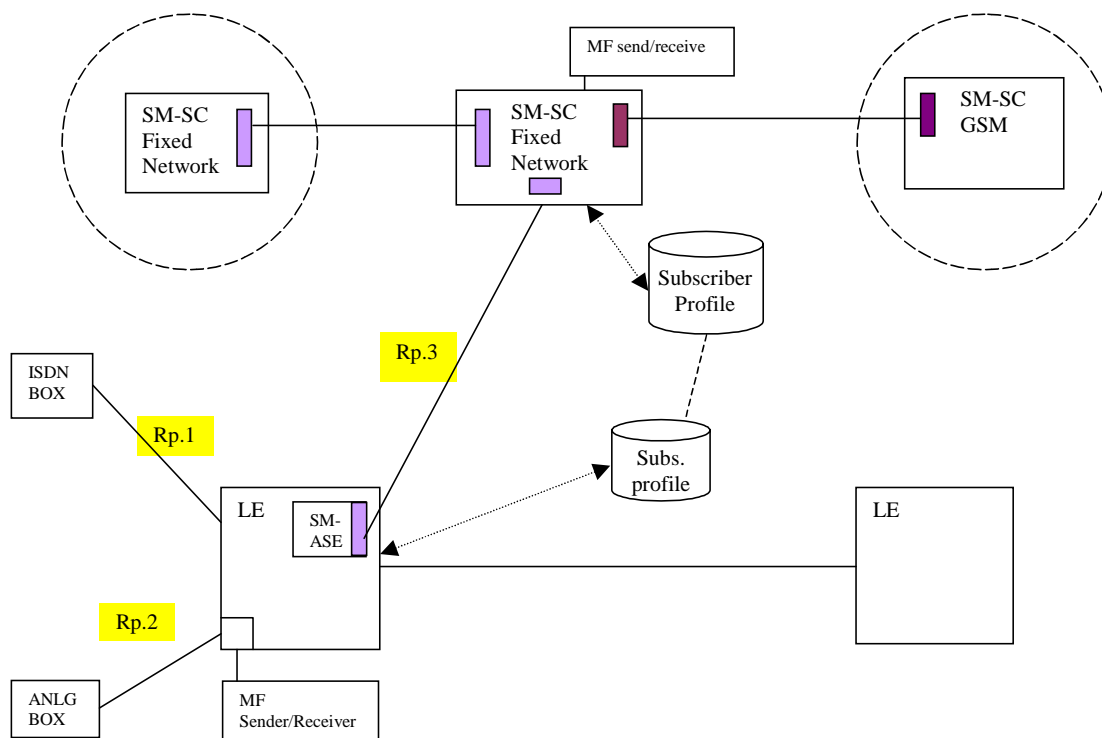 MF send/receive
SM-SC
Fixed
Network
SM-SC
Fixed
Network
SM-SC
GSM
Subscriber
Profile
Rp.3
ISDN
BOX
Rp.1
Subs.
profile
LE
SM-
ASE
LE
Rp.2
ANLG
BOX
MF
Sender/Receiver